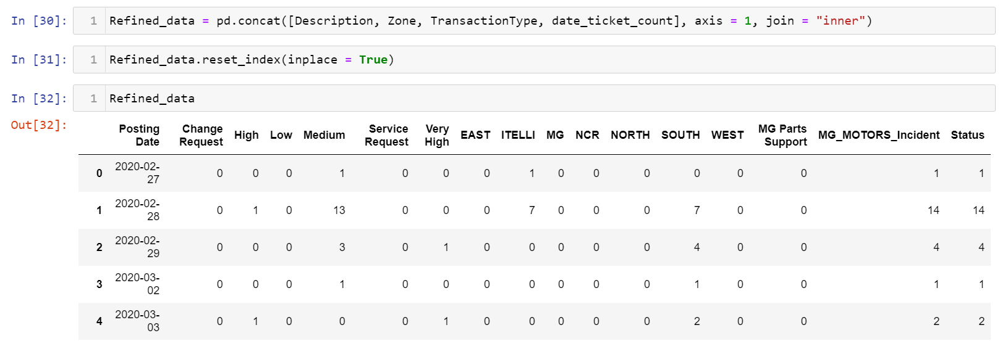 In [30]: 1 Refined_data = pd.concat([Description, Zone, TransactionType, date_ticket_count], axis = 1, join = "inner")
In [31]: 1 Refined_data.reset_index(inplace = True)
In [32]: 1 Refined_data
Out[32]:
Posting Change Service Very MG Parts
Date Request High Low Medium Request High EAST ITELLI MG NCR NORTH SOUTH WEST Support MG_MOTORS_Incident Status
0 2020-02-27 0 0 0 1 0 0 0 1 0 0 0 0 0 0 1 1
1 2020-02-28 0 1 0 13 0 0 0 7 0 0 0 7 0 0 14 14
2 2020-02-29 0 0 0 3 0 1 0 0 0 0 0 4 0 0 4 4
3 2020-03-02 0 0 0 1 0 0 0 0 0 0 0 1 0 0 1 1
4 2020-03-03 0 1 0 0 0 1 0 0 0 0 0 2 0 0 2 2